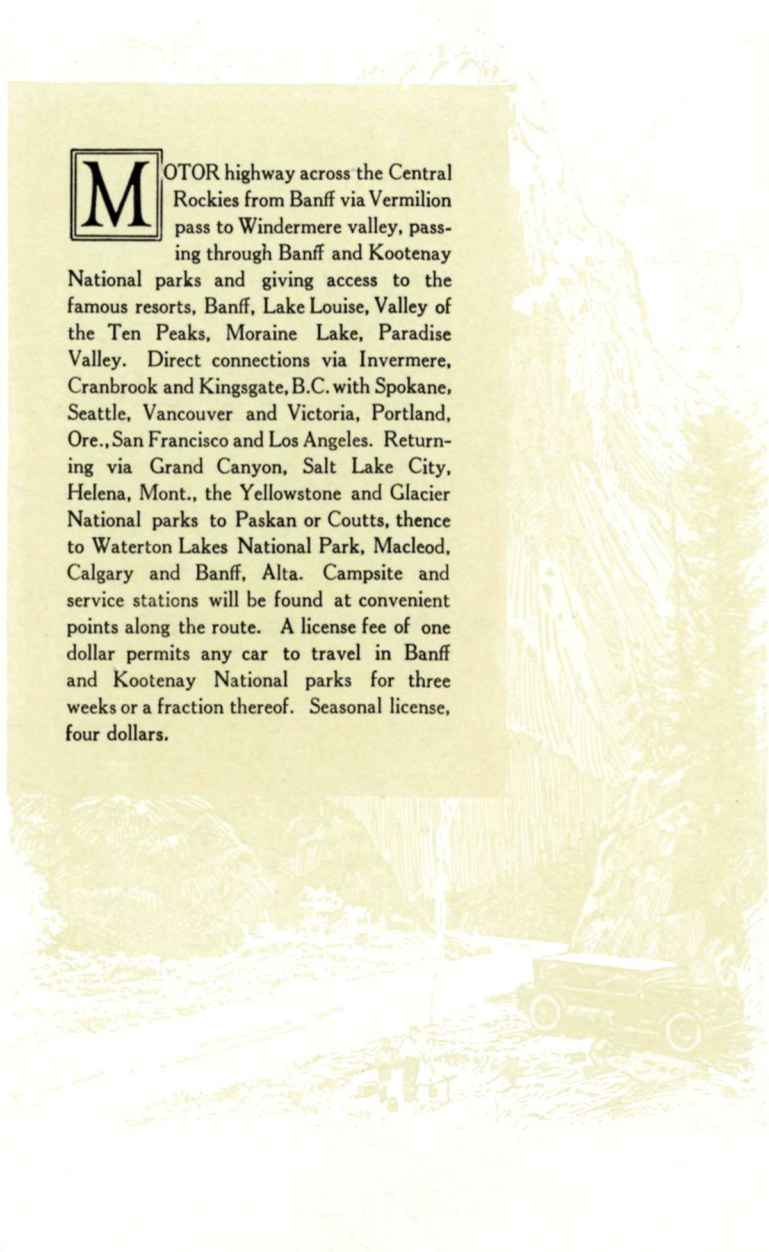 MOTOR highway across the Central
Rockies from Banff via Vermilion
pass to Windermere valley, pass-
ing through Banff and Kootenay
National parks and giving access to the
famous resorts, Banff, Lake Louise, Valley of
the Ten Peaks, Moraine Lake, Paradise
Valley. Direct connections via Invermere,
Cranbrook and Kingsgate, B.C. with Spokane,
Seattle, Vancouver and Victoria, Portland,
Ore., San Francisco and Los Angeles. Return-
ing via Grand Canyon, Salt Lake City,
Helena, Mont., the Yellowstone and Glacier
National parks to Paskan or Coutts, thence
to Waterton Lakes National Park, Macleod,
Calgary and Banff, Alta. Campsite and
service stations will be found at convenient
points along the route. A license fee of one
dollar permits any car to travel in Banff
and Kootenay National parks for three
weeks or a fraction thereof. Seasonal license,
four dollars.